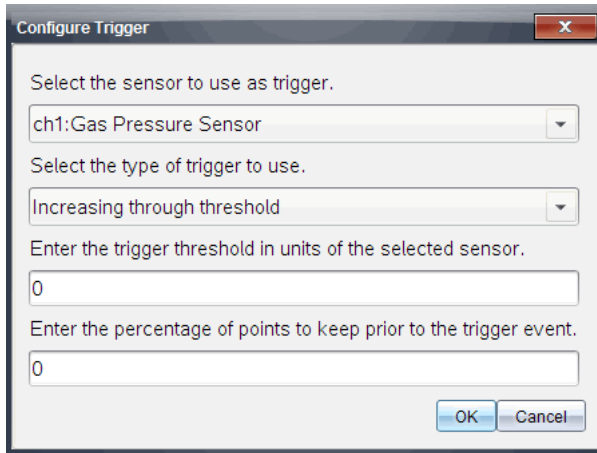 Configure Trigger
Select the sensor to use as trigger.
ch1:Gas Pressure Sensor
Select the type of trigger to use.
Increasing through threshold
Enter the trigger threshold in units of the selected sensor.
0
Enter the percentage of points to keep prior to the trigger event.
0
OK Cancel